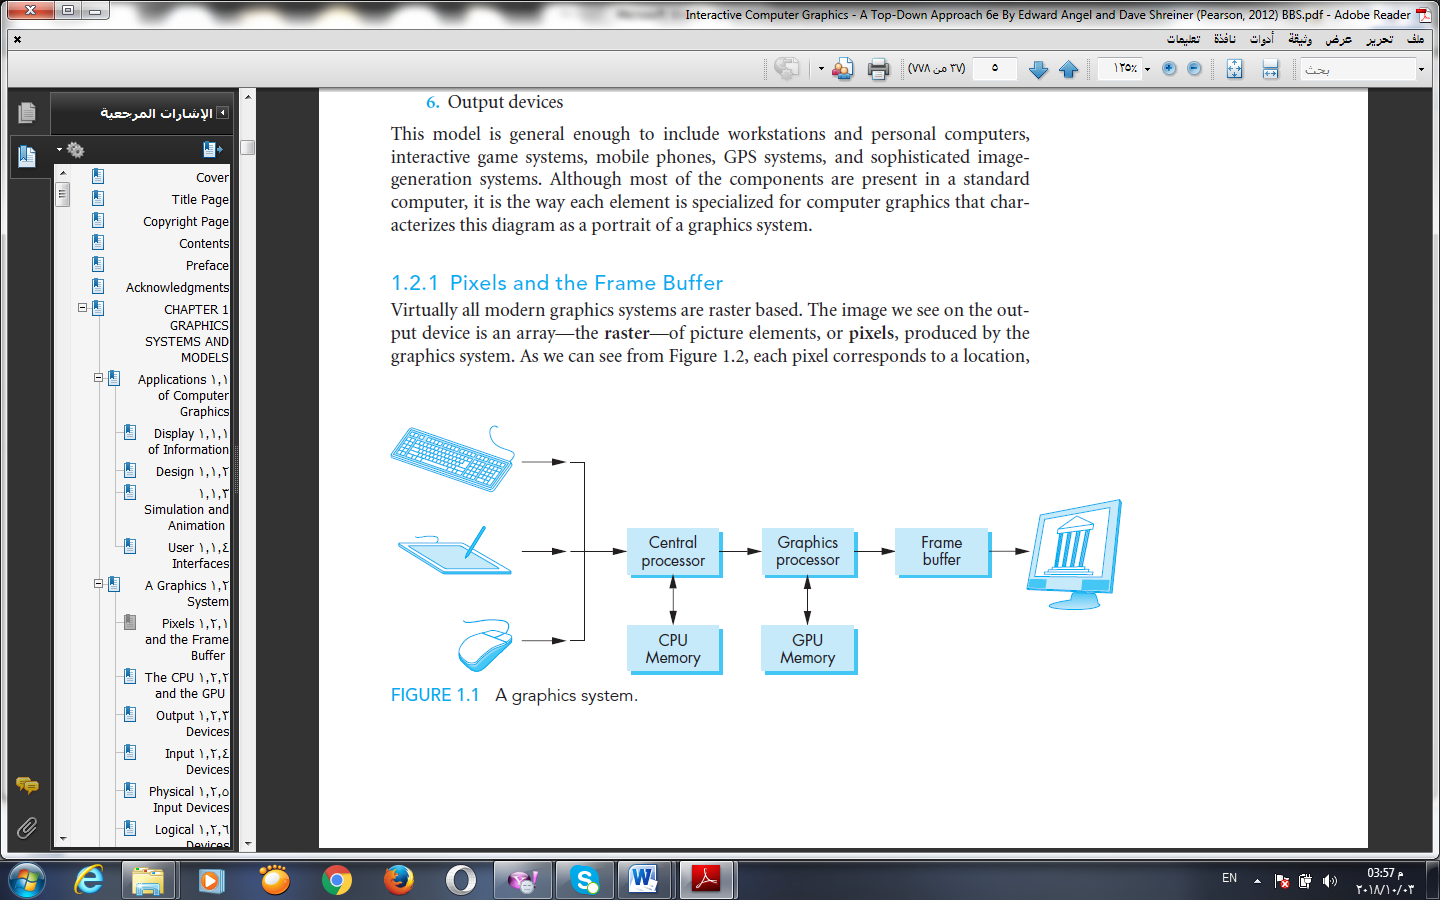 Interactive Computer Graphics - A Top-Down Approach 6e By Edward Angel and Dave Shreiner (Pearson, 2012) BBS.pdf - Adobe Reader
ملف تحرير عرض وثيقة أدوات نافذة تعليمات
(٣٧ من ٧٧٨) ٥ ١٢٥٪ بحث
الإشارات المرجعية
Cover
Title Page
Copyright Page
Contents
Preface
Acknowledgments
CHAPTER 1
GRAPHICS
SYSTEMS AND
MODELS
Applications ١,١
of Computer
Graphics
Display ١,١,١
of Information
Design ١,١,٢
١,١,٣
Simulation and
Animation
User ١,١,٤
Interfaces
A Graphics ١,٢
System
Pixels ١,٢,١
and the Frame
Buffer
The CPU ١,٢,٢
and the GPU
Output ١,٢,٣
Devices
Input ١,٢,٤
Devices
Physical ١,٢,٥
Input Devices
Logical ١,٢,٦
Devices
6. Output devices
This model is general enough to include workstations and personal computers,
interactive game systems, mobile phones, GPS systems, and sophisticated image-
generation systems. Although most of the components are present in a standard
computer, it is the way each element is specialized for computer graphics that char-
acterizes this diagram as a portrait of a graphics system.
1.2.1 Pixels and the Frame Buffer
Virtually all modern graphics systems are raster based. The image we see on the out-
put device is an array—the raster—of picture elements, or pixels, produced by the
graphics system. As we can see from Figure 1.2, each pixel corresponds to a location,
Central
processor
Graphics
processor
Frame
buffer
CPU
Memory
GPU
Memory
FIGURE 1.1 A graphics system.
EN
03:57 م
٢٠١٨/١٠/٠٣